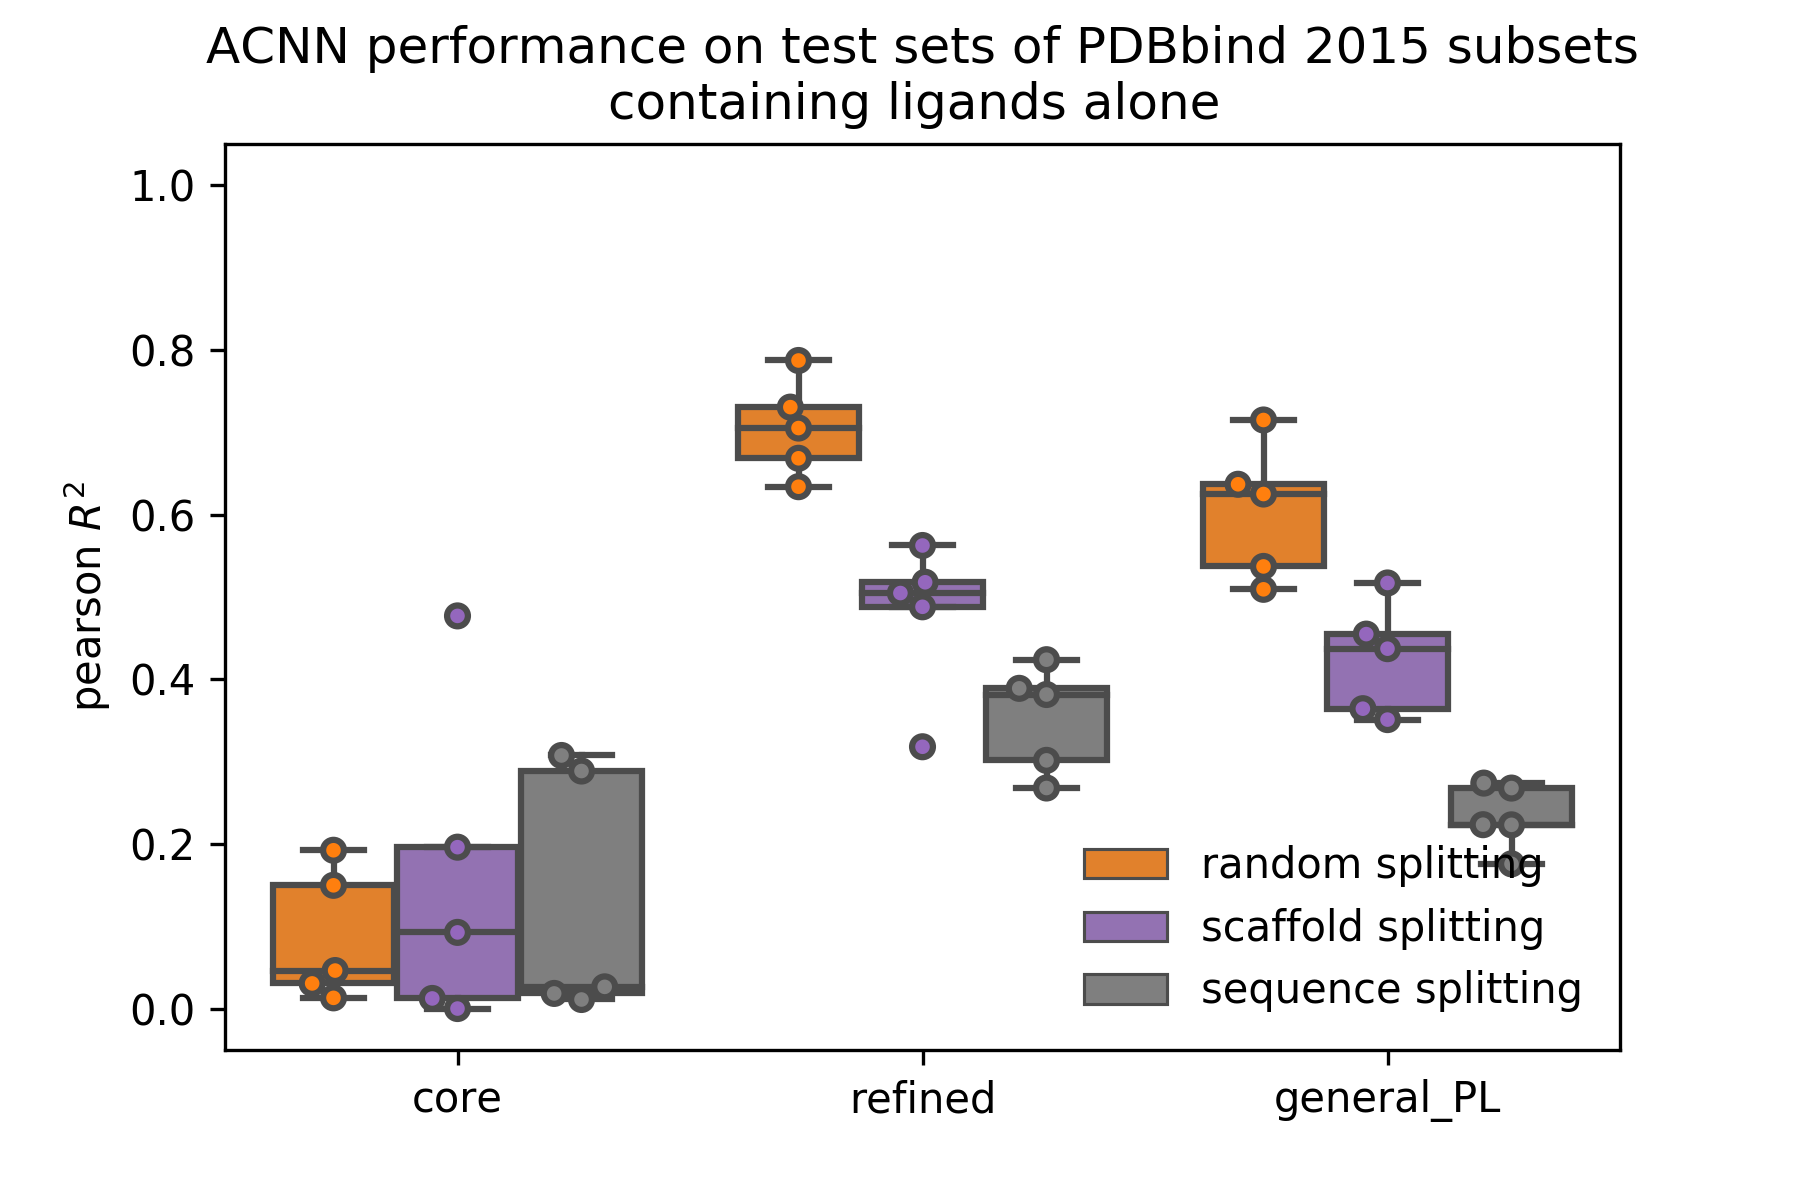 ACNN performance on test sets of PDBbind 2015 subsets
containing ligands alone
pearson R²
1.0
0.8
0.6
0.4
0.2
0.0
random splitting
scaffold splitting
sequence splitting
core
refined
general_PL